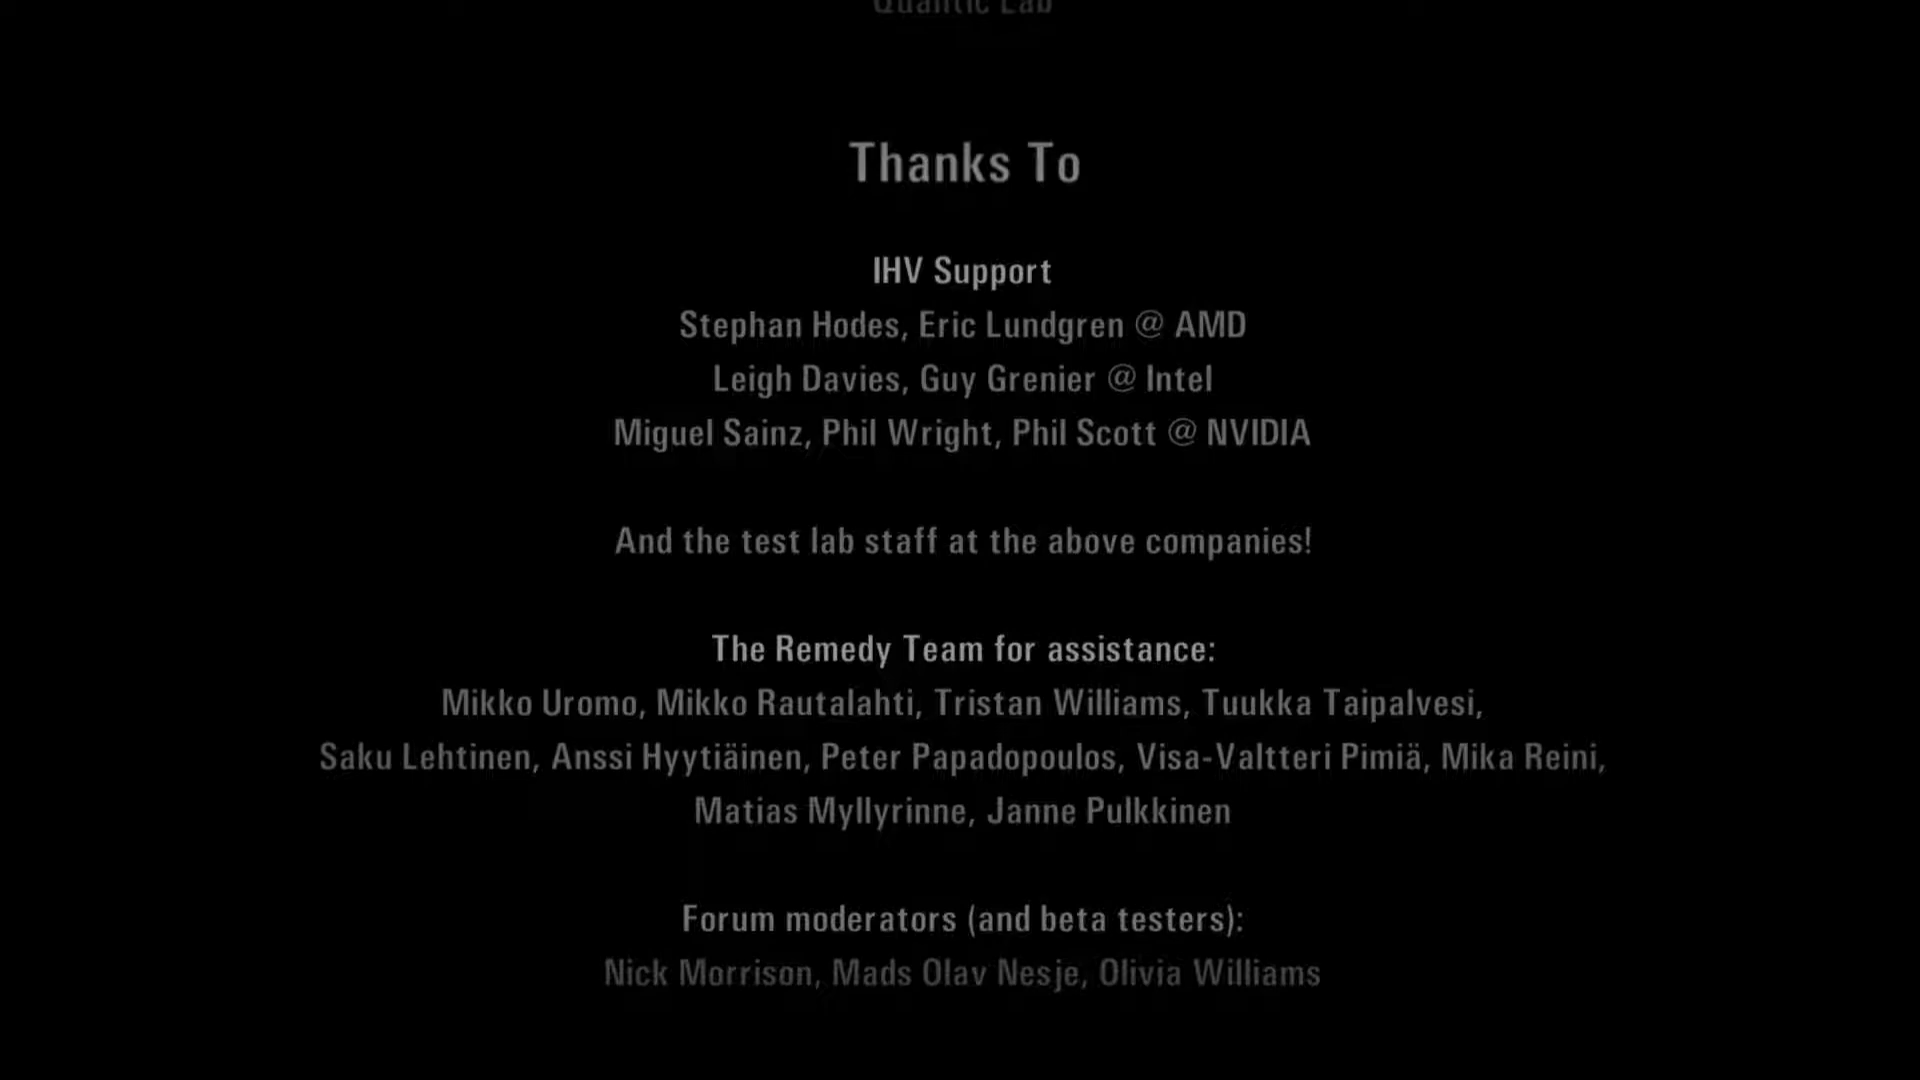 Quantic Lab
Thanks To
IHV Support
Stephan Hodes, Eric Lundgren @ AMD
Leigh Davies, Guy Grenier @ Intel
Miguel Sainz, Phil Wright, Phil Scott @ NVIDIA
And the test lab staff at the above companies!
The Remedy Team for assistance:
Mikko Uromo, Mikko Rautalahti, Tristan Williams, Tuukka Taipalvesi,
Saku Lehtinen, Anssi Hyytiäinen, Peter Papadopoulos, Visa-Valtteri Pimiä, Mika Reini,
Matias Myllyrinne, Janne Pulkkinen
Forum moderators (and beta testers):
Nick Morrison, Mads Olav Nesje, Olivia Williams